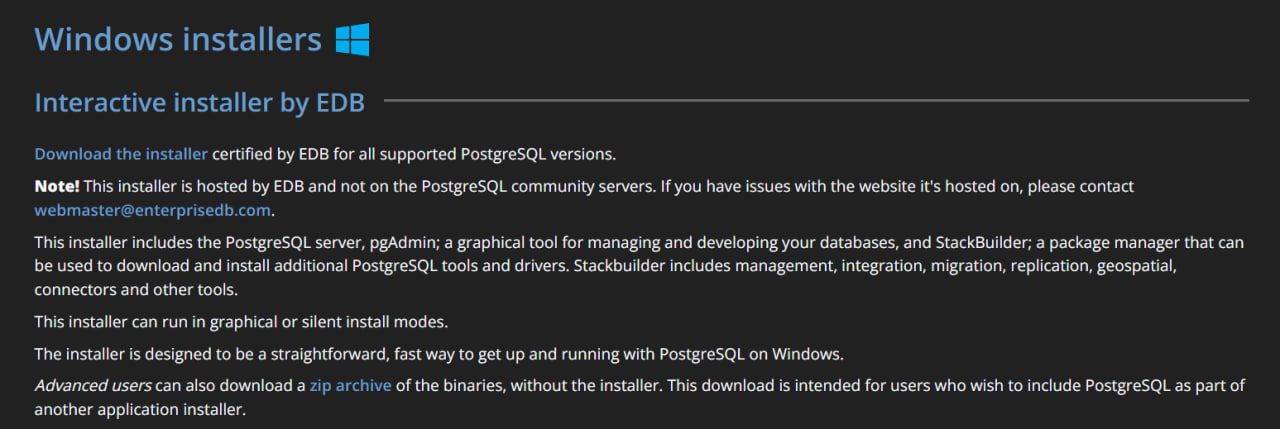 Windows installers
Interactive installer by EDB
Download the installer certified by EDB for all supported PostgreSQL versions.
Note! This installer is hosted by EDB and not on the PostgreSQL community servers. If you have issues with the website it's hosted on, please contact
webmaster@enterprisedb.com.
This installer includes the PostgreSQL server, pgAdmin; a graphical tool for managing and developing your databases, and StackBuilder; a package manager that can
be used to download and install additional PostgreSQL tools and drivers. Stackbuilder includes management, integration, migration, replication, geospatial,
connectors and other tools.
This installer can run in graphical or silent install modes.
The installer is designed to be a straightforward, fast way to get up and running with PostgreSQL on Windows.
Advanced users can also download a zip archive of the binaries, without the installer. This download is intended for users who wish to include PostgreSQL as part of
another application installer.